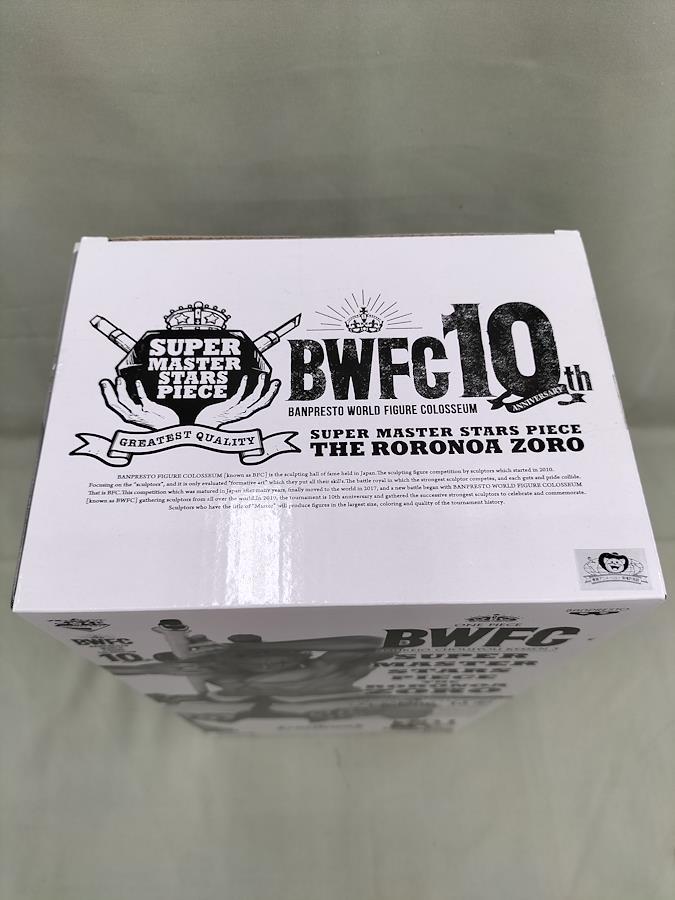 SUPER
MASTER
STARS
PIECE
GREATEST QUALITY
BWFC10th
ANNIVERSARY
BANPRESTO WORLD FIGURE COLOSSEUM
SUPER MASTER STARS PIECE
THE RORONOA ZORO
BANPRESTO FIGURE COLOSSEUM [known as BFC] is the sculpting hall of fame held in Japan.The sculpting figure competition by sculptors which started in 2010.
Focusing on the "sculptors", and it is only evaluated "formative art" which they put all their skills.The battle royal in which the strongest sculptor competes, and each guts and pride collide.
That is BFC.This competition which was matured in Japan after many years, finally moved to the world in 2017, and a new battle began with BANPRESTO WORLD FIGURE COLOSSEUM
[known as BWFC] gathering sculptors from all over the world.In 2019, the tournament is 10th anniversary and gathered the successive strongest sculptors to celebrate and commemorate.
Sculptors who have the title of "Master" will produce figures in the largest size, coloring and quality of the tournament history.
BANPRESTO
ONE PIECE
BWFC
SUPER
MASTER
STARS
PIECE
THE
RORONOA
ZORO
BWFC
10